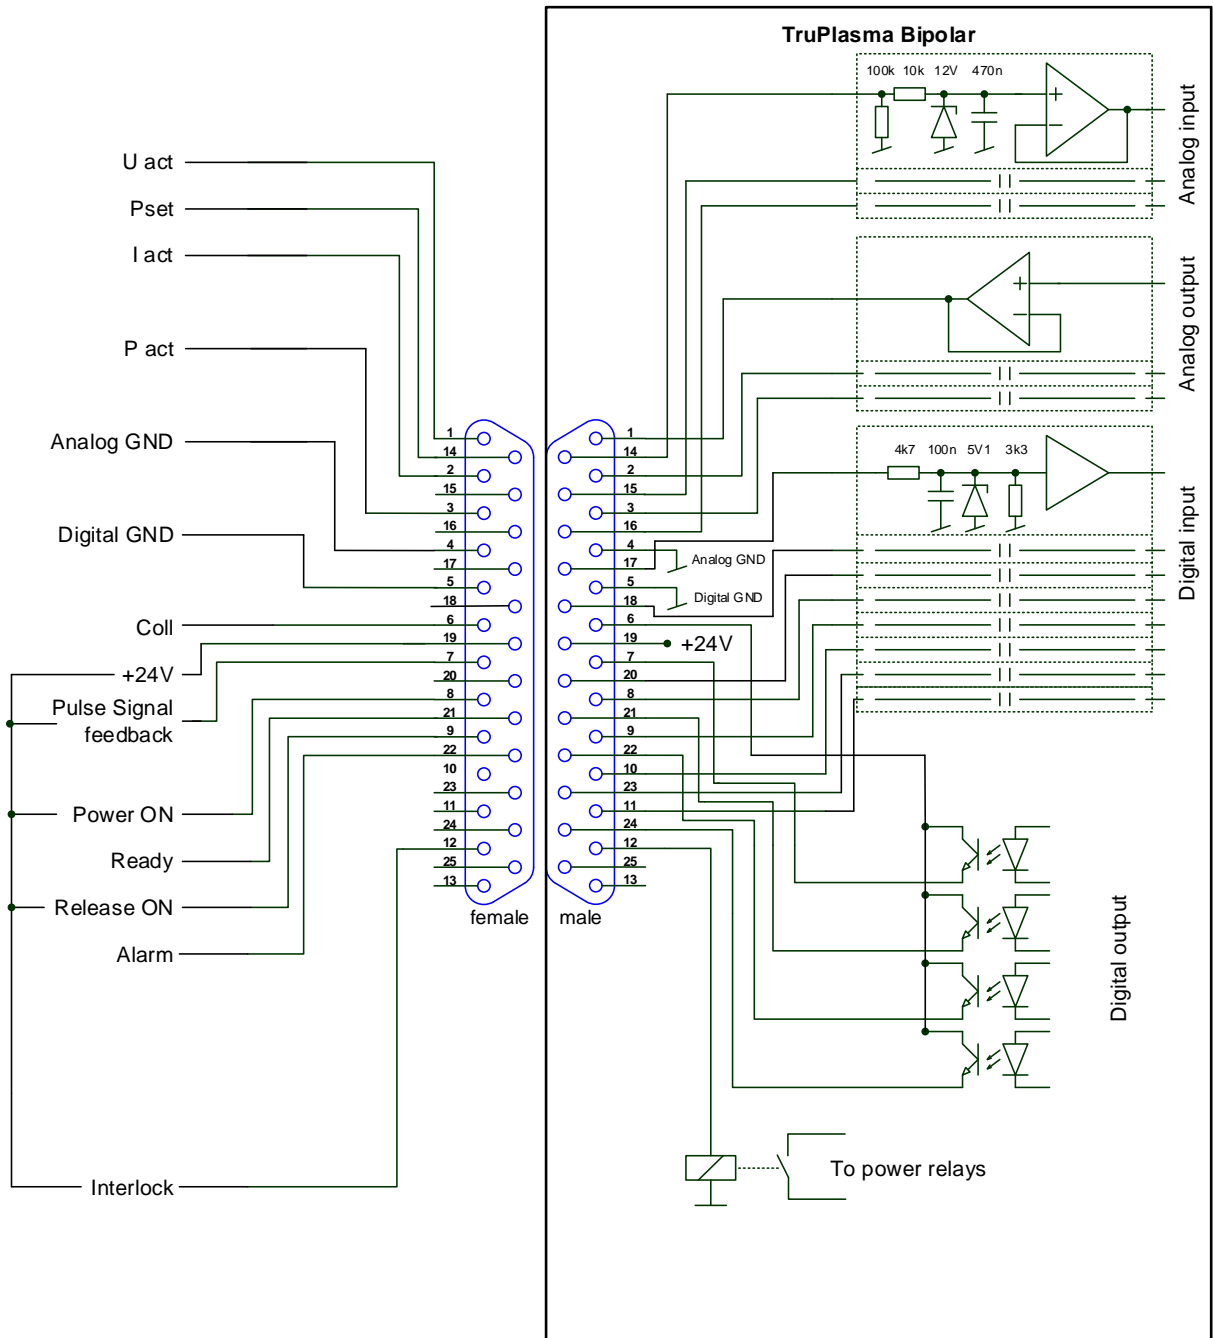 TruPlasma Bipolar
100k 10k 12V 470n
Analog input
U act
Pset
I act
P act
Analog GND
Digital GND
Coll
+24V
Pulse Signal
feedback
Power ON
Ready
Release ON
Alarm
Interlock
1
14
2
15
3
16
4
17
5
18
6
19
7
20
8
21
9
22
10
23
11
24
12
25
13
female
1
14
2
15
3
16
4
17
5
18
6
19
7
20
8
21
9
22
10
23
11
24
12
25
13
male
Analog GND
Digital GND
+24V
Analog output
4k7 100n 5V1 3k3
Digital input
Digital output
To power relays